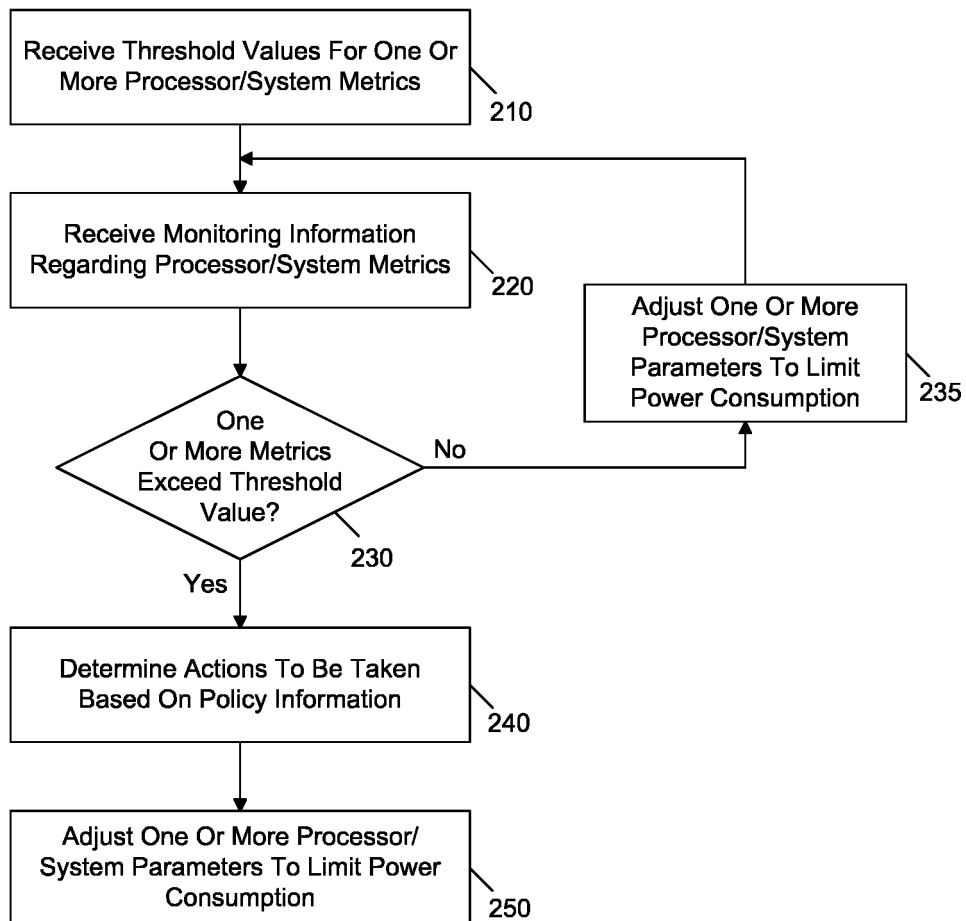 Receive Threshold Values For One Or
More Processor/System Metrics
210
Receive Monitoring Information
Regarding Processor/System Metrics
220
Adjust One Or More
Processor/System
Parameters To Limit
Power Consumption
235
One
Or More Metrics
Exceed Threshold
Value?
No
230
Yes
Determine Actions To Be Taken
Based On Policy Information
240
Adjust One Or More Processor/
System Parameters To Limit Power
Consumption
250